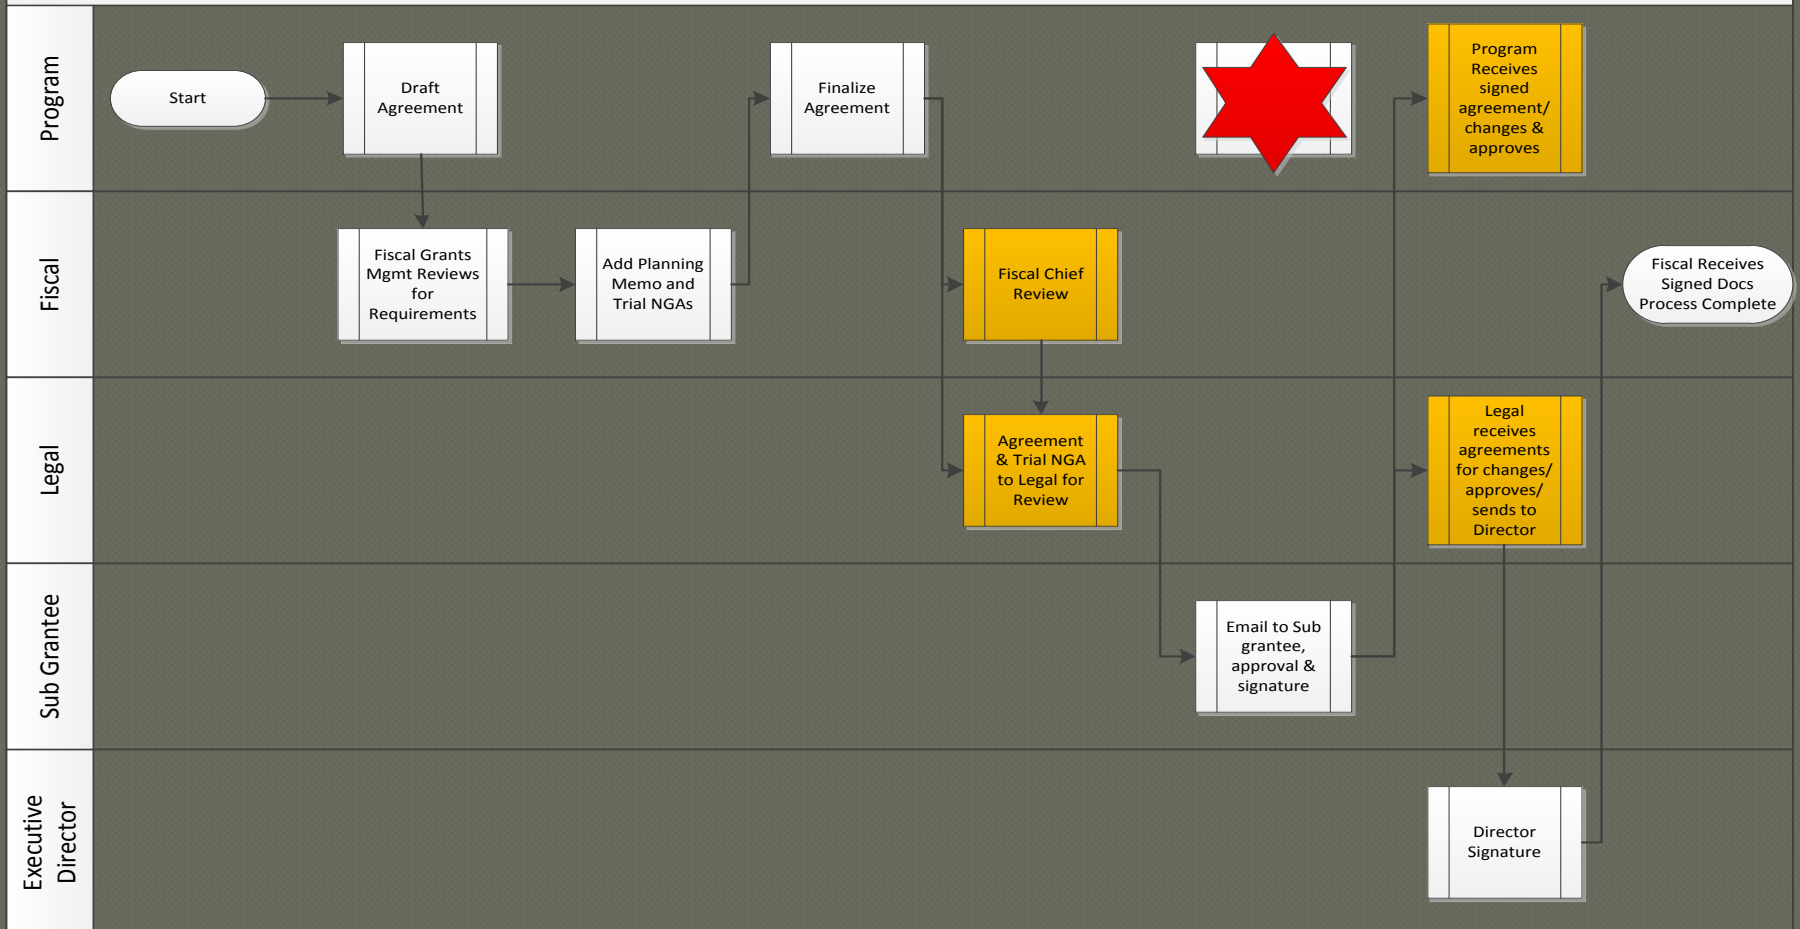 Program
Start
Draft
Agreement
Finalize
Agreement
Program
Receives
signed
agreement/
changes &
approves
Fiscal
Fiscal Grants
Mgmt Reviews
for
Requirements
Add Planning
Memo and
Trial NGAs
Fiscal Chief
Review
Fiscal Receives
Signed Docs
Process Complete
Legal
Agreement
& Trial NGA
to Legal for
Review
Legal
receives
agreements
for changes/
approves/
sends to
Director
Sub Grantee
Email to Sub
grantee,
approval &
signature
Executive
Director
Director
Signature